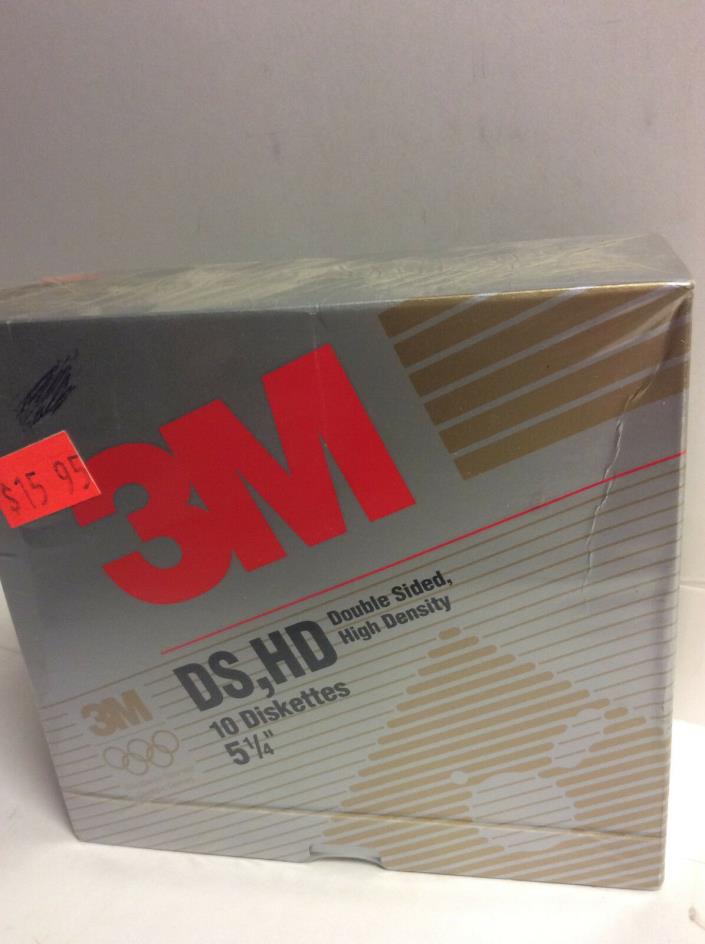 $15 95
3M
DS,HD
Double Sided,
High Density
10 Diskettes
5¼"
3M